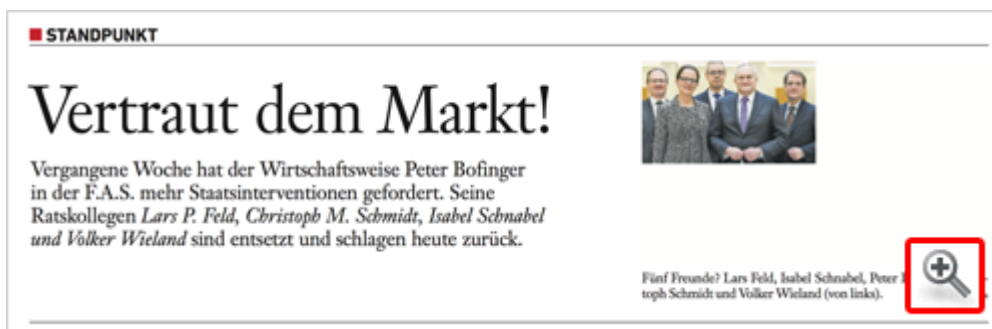 STANDPUNKT
Vertraut dem Markt!
Vergangene Woche hat der Wirtschaftsweise Peter Bofinger
in der F.A.S. mehr Staatsinterventionen gefordert. Seine
Ratskollegen Lars P. Feld, Christoph M. Schmidt, Isabel Schnabel
und Volker Wieland sind entsetzt und schlagen heute zurück.
Fünf Freunde? Lars Feld, Isabel Schnabel, Peter
toph Schmidt und Volker Wieland (von links).